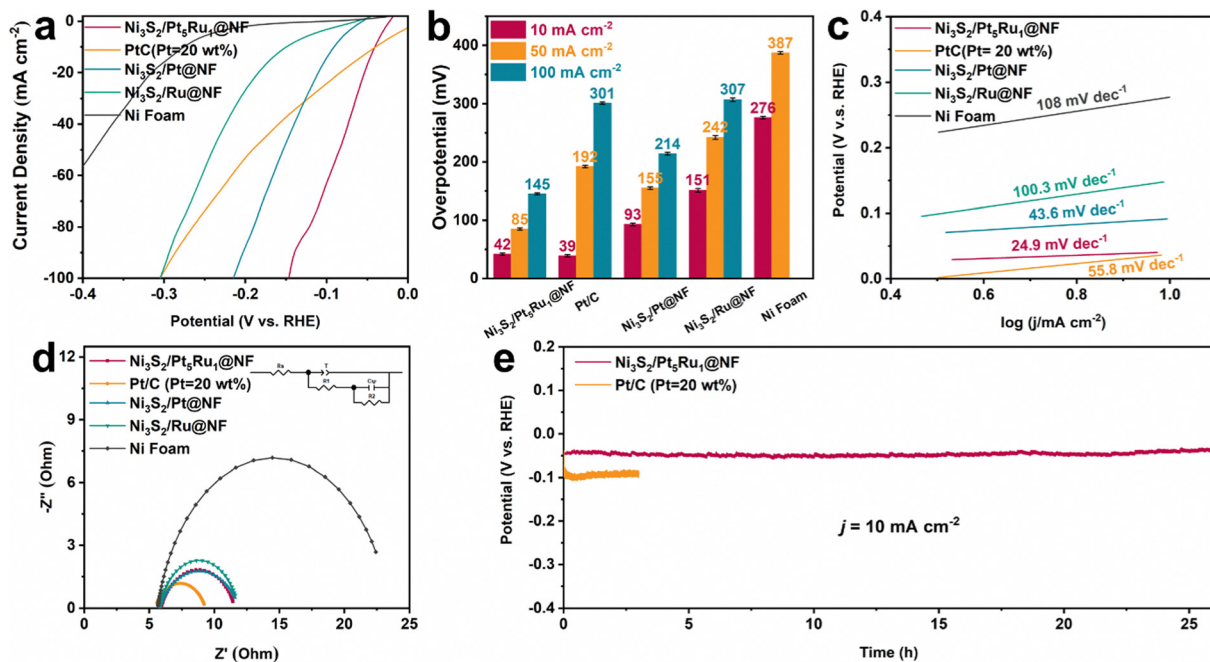 a
Ni₃S₂/Pt₅Ru₁@NF
PtC(Pt=20 wt%)
Ni₃S₂/Pt@NF
Ni₃S₂/Ru@NF
Ni Foam
Current Density (mA cm⁻²)
0
-20
-40
-60
-80
-100
-0.4
-0.3
-0.2
-0.1
0.0
Potential (V vs. RHE)
b
10 mA cm⁻²
50 mA cm⁻²
100 mA cm⁻²
Overpotential (mV)
400
300
200
100
0
42
85
145
39
192
301
93
155
214
151
242
307
276
387
Ni₃S₂/Pt₅Ru₁@NF
Pt/C
Ni₃S₂/Pt@NF
Ni₃S₂/Ru@NF
Ni Foam
c
Ni₃S₂/Pt₅Ru₁@NF
PtC(Pt= 20 wt%)
Ni₃S₂/Pt@NF
Ni₃S₂/Ru@NF
Ni Foam
Potential (V v.s. RHE)
0.4
0.3
0.2
0.1
0.0
108 mV dec⁻¹
100.3 mV dec⁻¹
43.6 mV dec⁻¹
24.9 mV dec⁻¹
55.8 mV dec⁻¹
0.4
0.6
0.8
1.0
log (j/mA cm⁻²)
d
Ni₃S₂/Pt₅Ru₁@NF
Pt/C (Pt=20 wt%)
Ni₃S₂/Pt@NF
Ni₃S₂/Ru@NF
Ni Foam
Rs
T
R1
R2
-Z" (Ohm)
12
9
6
3
0
0
5
10
15
20
25
Z' (Ohm)
e
Ni₃S₂/Pt₅Ru₁@NF
Pt/C (Pt=20 wt%)
Potential (V vs. RHE)
0.2
0.1
0.0
-0.1
-0.2
-0.3
-0.4
j = 10 mA cm⁻²
0
5
10
15
20
25
Time (h)